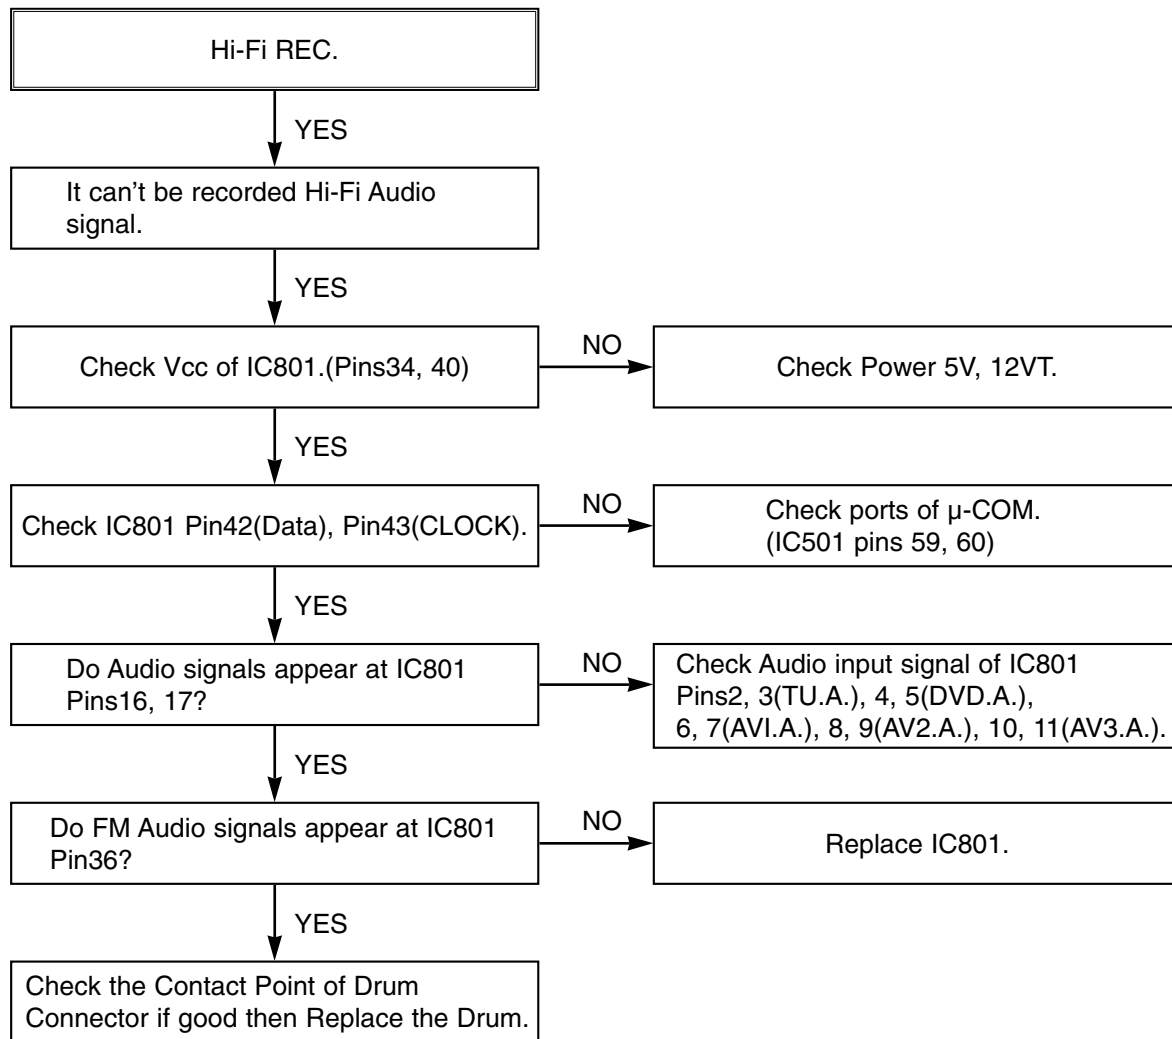 Hi-Fi REC.
YES
It can't be recorded Hi-Fi Audio
signal.
YES
Check Vcc of IC801.(Pins34, 40)
NO
Check Power 5V, 12VT.
YES
Check IC801 Pin42(Data), Pin43(CLOCK).
NO
Check ports of µ-COM.
(IC501 pins 59, 60)
YES
Do Audio signals appear at IC801
Pins16, 17?
NO
Check Audio input signal of IC801
Pins2, 3(TU.A.), 4, 5(DVD.A.),
6, 7(AVI.A.), 8, 9(AV2.A.), 10, 11(AV3.A.).
YES
Do FM Audio signals appear at IC801
Pin36?
NO
Replace IC801.
YES
Check the Contact Point of Drum
Connector if good then Replace the Drum.